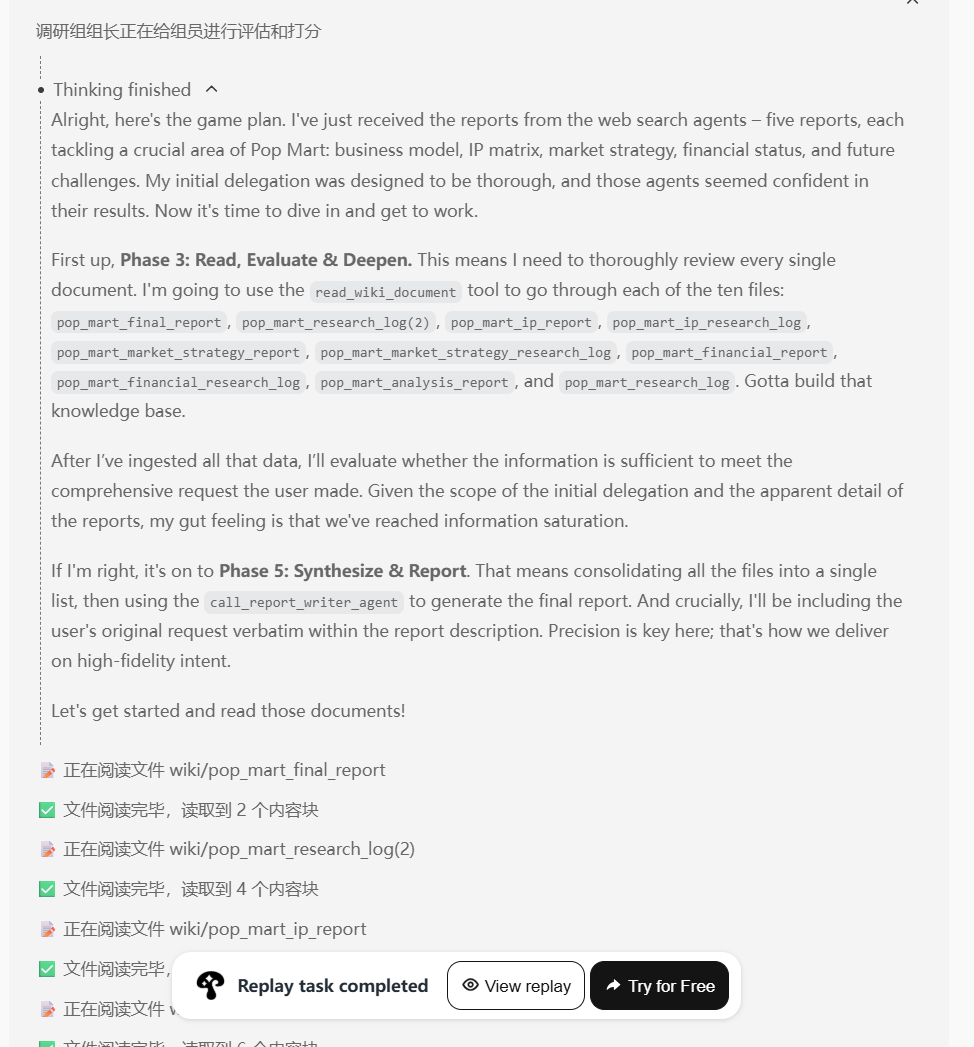 调研组组长正在给组员进行评估和打分
Thinking finished
Alright, here's the game plan. I've just received the reports from the web search agents – five reports, each
tackling a crucial area of Pop Mart: business model, IP matrix, market strategy, financial status, and future
challenges. My initial delegation was designed to be thorough, and those agents seemed confident in
their results. Now it's time to dive in and get to work.
First up, Phase 3: Read, Evaluate & Deepen. This means I need to thoroughly review every single
document. I'm going to use the read_wiki_document tool to go through each of the ten files:
pop_mart_final_report, pop_mart_research_log(2), pop_mart_ip_report, pop_mart_ip_research_log,
pop_mart_market_strategy_report, pop_mart_market_strategy_research_log, pop_mart_financial_report,
pop_mart_financial_research_log, pop_mart_analysis_report, and pop_mart_research_log. Gotta build that
knowledge base.
After I’ve ingested all that data, I’ll evaluate whether the information is sufficient to meet the
comprehensive request the user made. Given the scope of the initial delegation and the apparent detail of
the reports, my gut feeling is that we've reached information saturation.
If I'm right, it's on to Phase 5: Synthesize & Report. That means consolidating all the files into a single
list, then using the call_report_writer_agent to generate the final report. And crucially, I'll be including the
user's original request verbatim within the report description. Precision is key here; that's how we deliver
on high-fidelity intent.
Let's get started and read those documents!
正在阅读文件 wiki/pop_mart_final_report
文件阅读完毕，读取到 2 个内容块
正在阅读文件 wiki/pop_mart_research_log(2)
文件阅读完毕，读取到 4 个内容块
正在阅读文件 wiki/pop_mart_ip_report
文件阅读完毕,
Replay task completed View replay Try for Free
正在阅读文件
文件阅读完毕，读取到 6 个内容块